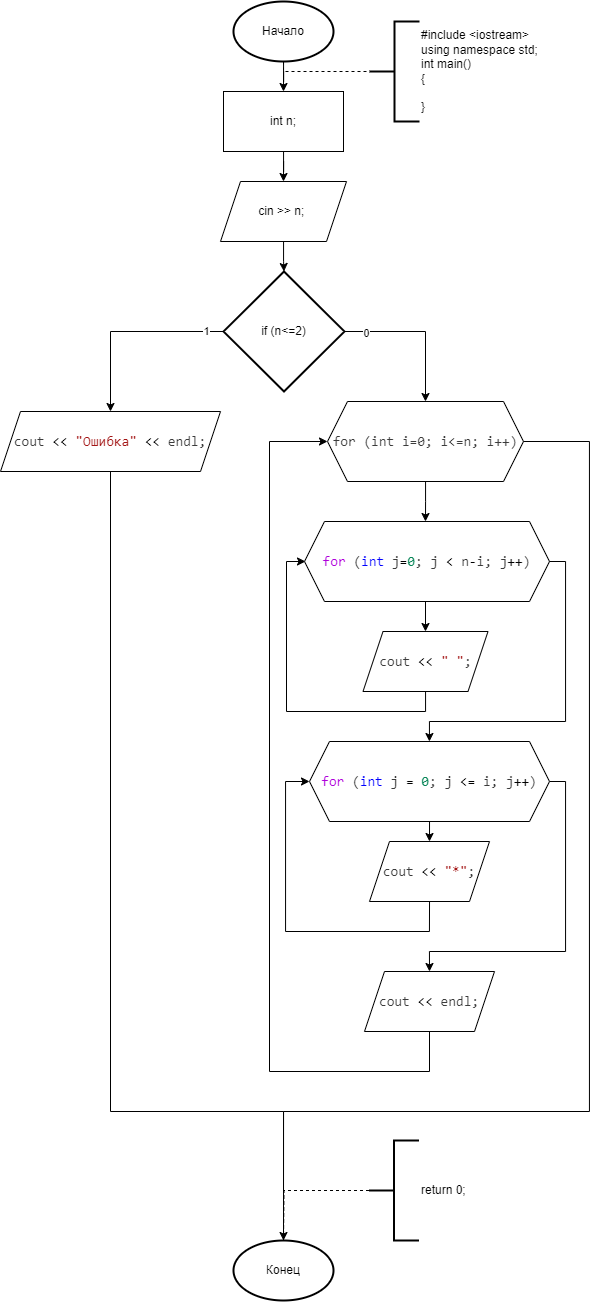 Начало
#include <iostream>
using namespace std;
int main()
{
}
int n;
cin >> n;
if (n<=2)
1
0
cout << "Ошибка" << endl;
for (int i=0; i<=n; i++)
for (int j=0; j < n-i; j++)
cout << " ";
for (int j = 0; j <= i; j++)
cout << "*";
cout << endl;
return 0;
Конец